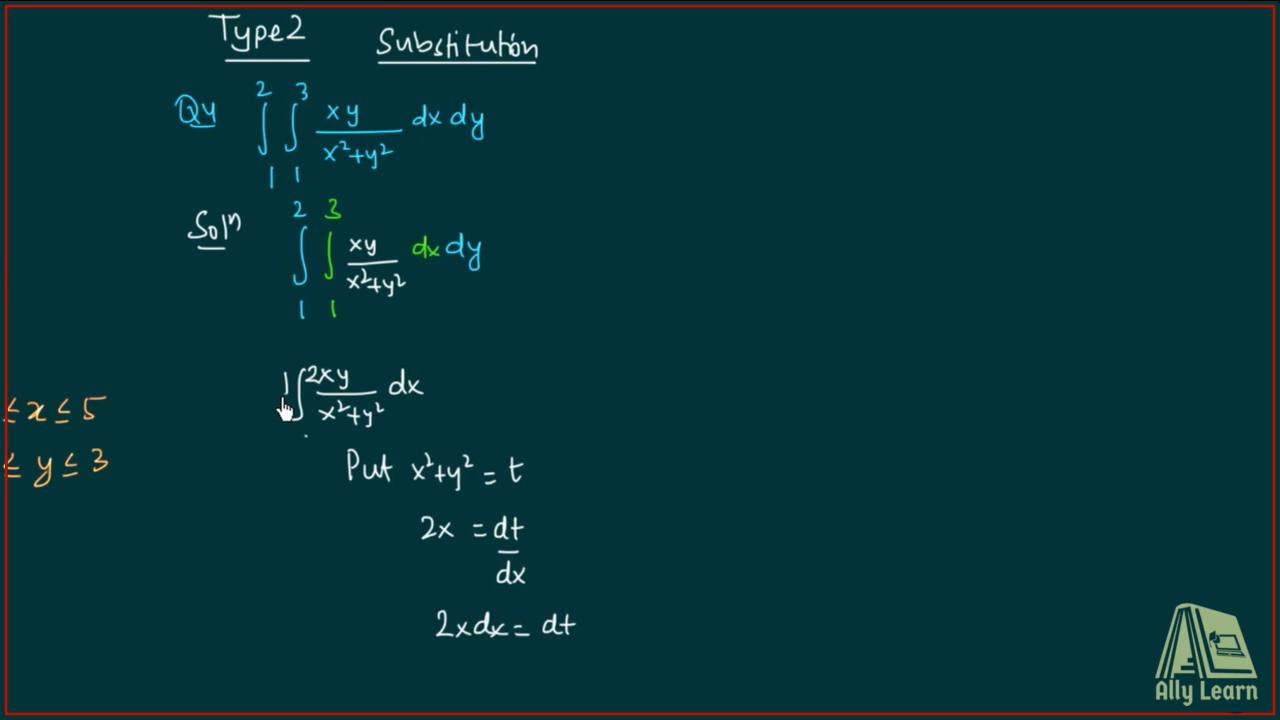 Type2 Substitution
Q4 ∫₁² ∫₁³ xy/(x²+y²) dx dy
Soln ∫₁² ∫₁³ xy/(x²+y²) dx dy
1∫ 2xy/(x²+y²) dx
≤ x ≤ 5
≤ y ≤ 3
Put x²+y² = t
2x = dt/dx
2xdx = dt
Ally Learn